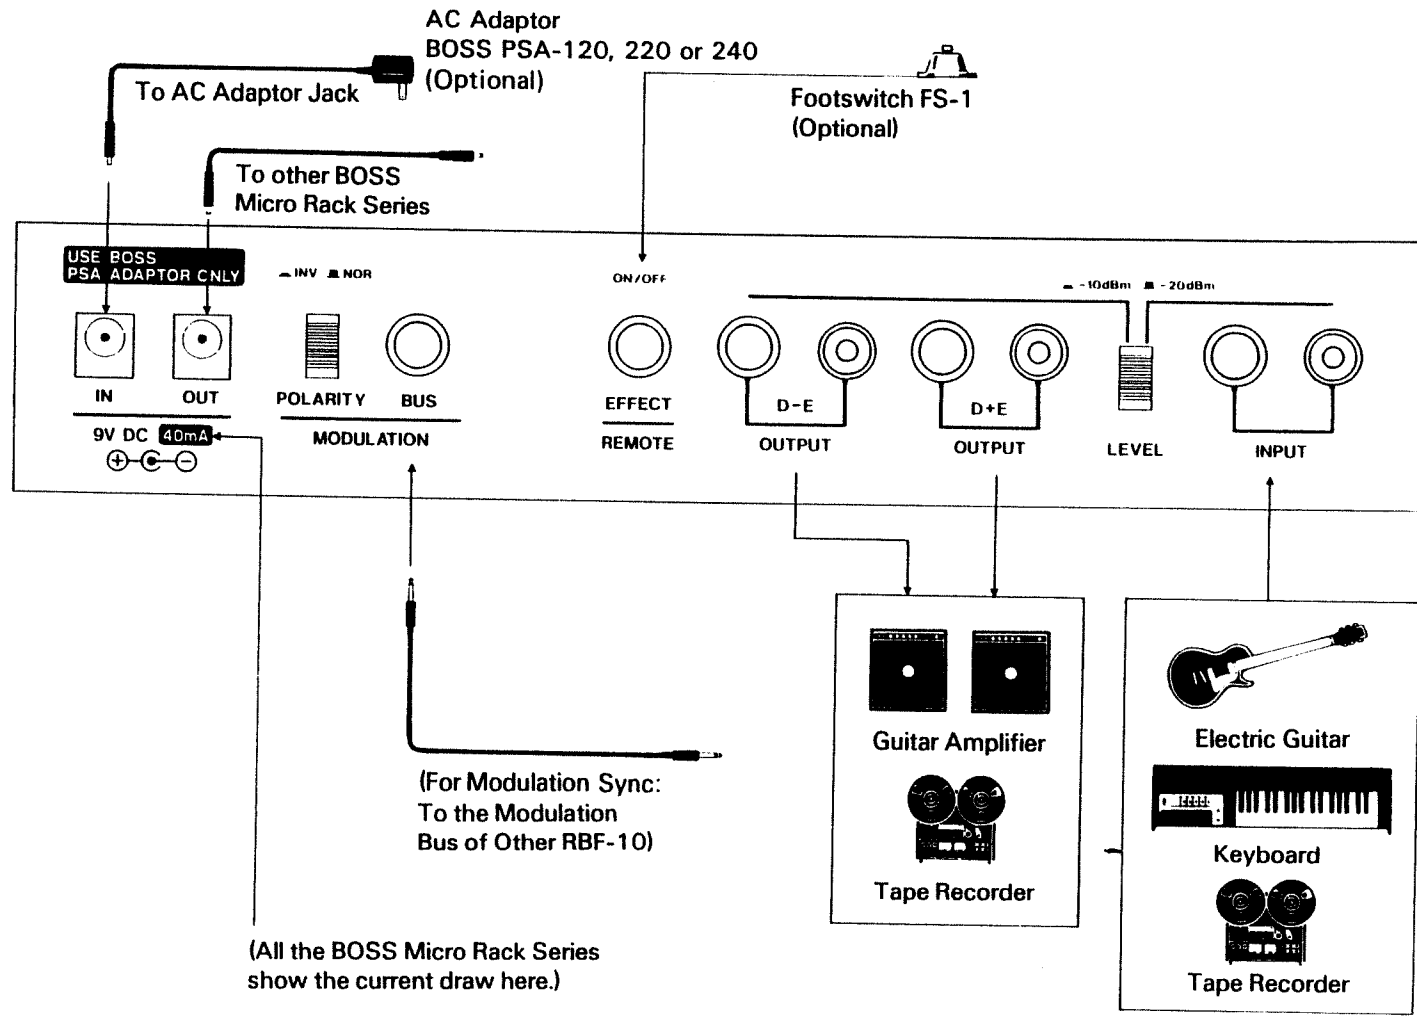 AC Adaptor
BOSS PSA-120, 220 or 240
(Optional)
To AC Adaptor Jack
Footswitch FS-1
(Optional)
To other BOSS
Micro Rack Series
USE BOSS
PSA ADAPTOR CNLY
INV NOR
ON/OFF
-10dBm -20dBm
IN OUT
POLARITY BUS
EFFECT
D-E
D+E
9V DC 40mA
MODULATION
REMOTE
OUTPUT
OUTPUT
LEVEL
INPUT
+ -
Guitar Amplifier
Tape Recorder
Electric Guitar
Keyboard
Tape Recorder
(For Modulation Sync:
To the Modulation
Bus of Other RBF-10)
(All the BOSS Micro Rack Series
show the current draw here.)